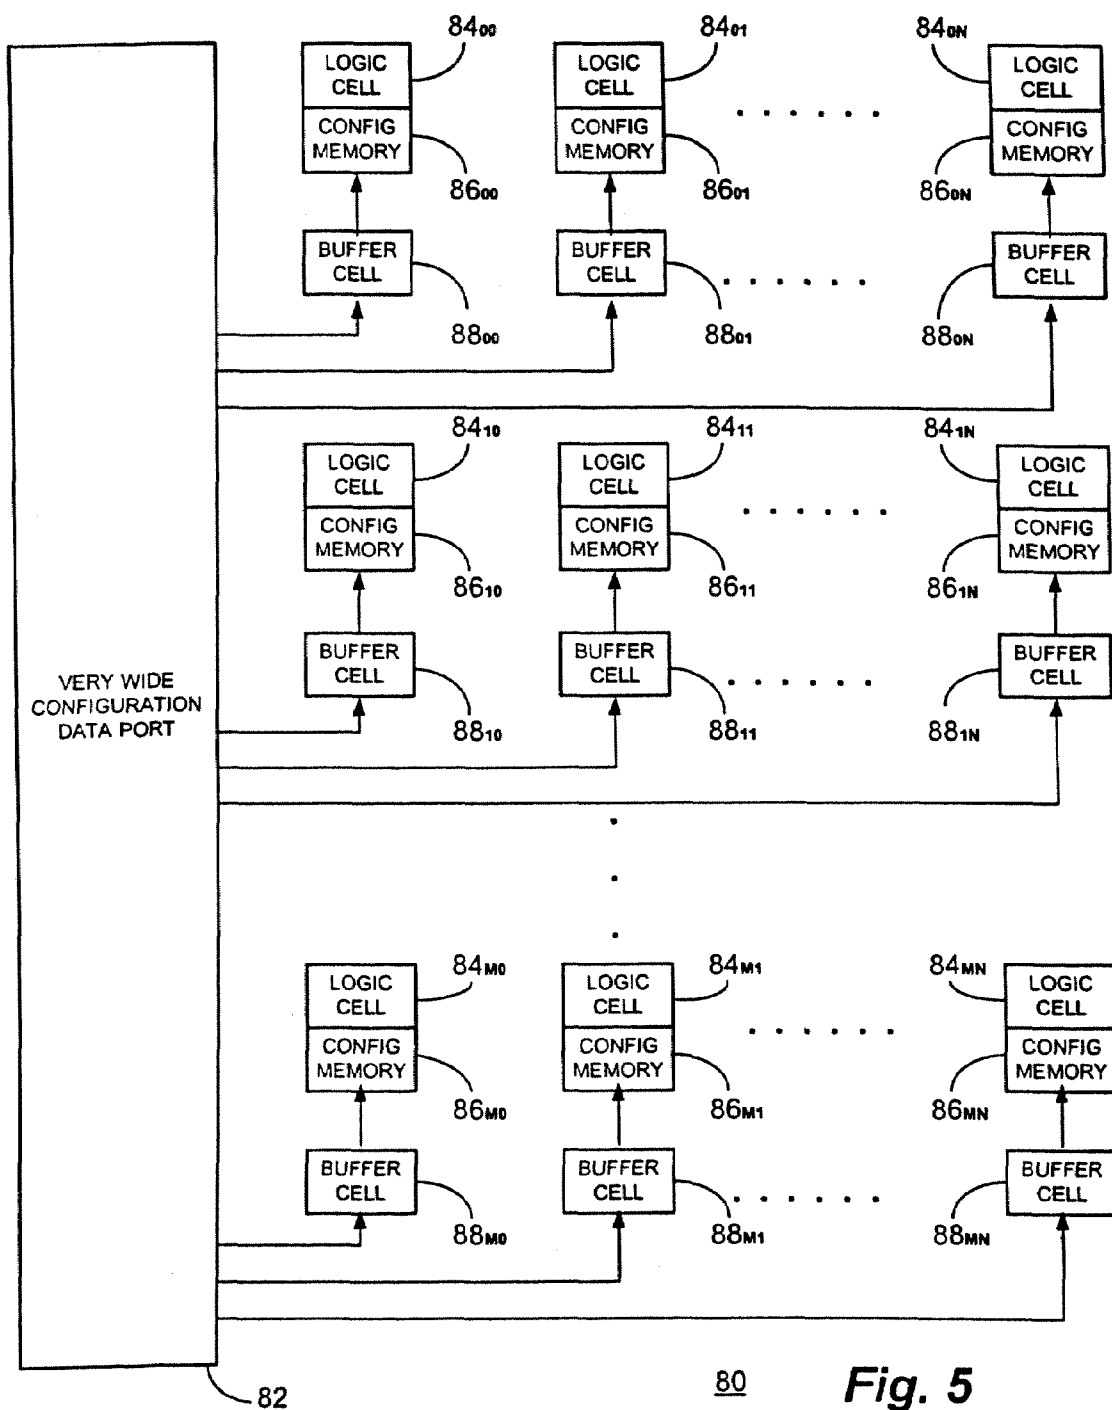 84₀₀ 84₀₁ 84₀N
LOGIC CELL LOGIC CELL LOGIC CELL
CONFIG MEMORY CONFIG MEMORY CONFIG MEMORY
86₀₀ 86₀₁ 86₀N
BUFFER CELL BUFFER CELL BUFFER CELL
88₀₀ 88₀₁ 88₀N
84₁₀ 84₁₁ 84₁N
LOGIC CELL LOGIC CELL LOGIC CELL
CONFIG MEMORY CONFIG MEMORY CONFIG MEMORY
86₁₀ 86₁₁ 86₁N
BUFFER CELL BUFFER CELL BUFFER CELL
88₁₀ 88₁₁ 88₁N
VERY WIDE
CONFIGURATION
DATA PORT
84M0 84M1 84MN
LOGIC CELL LOGIC CELL LOGIC CELL
CONFIG MEMORY CONFIG MEMORY CONFIG MEMORY
86M0 86M1 86MN
BUFFER CELL BUFFER CELL BUFFER CELL
88M0 88M1 88MN
82
80
Fig. 5